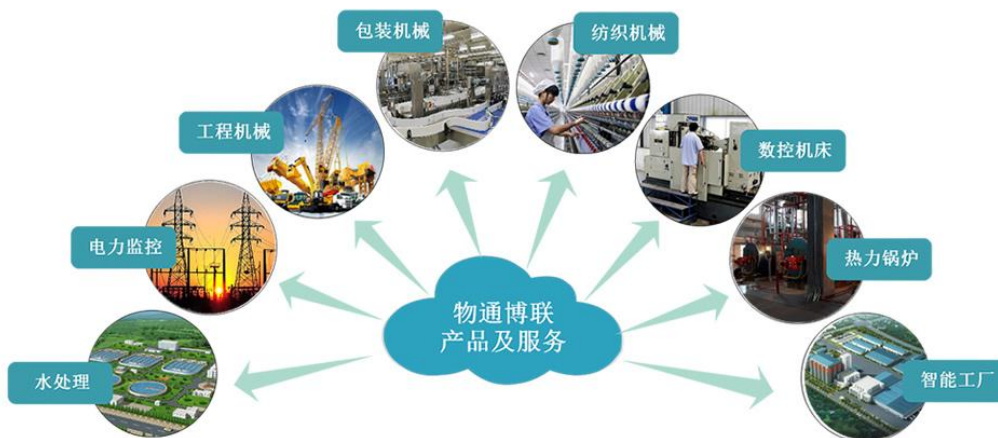 包装机械
纺织机械
工程机械
数控机床
电力监控
热力锅炉
物通博联
产品及服务
水处理
智能工厂